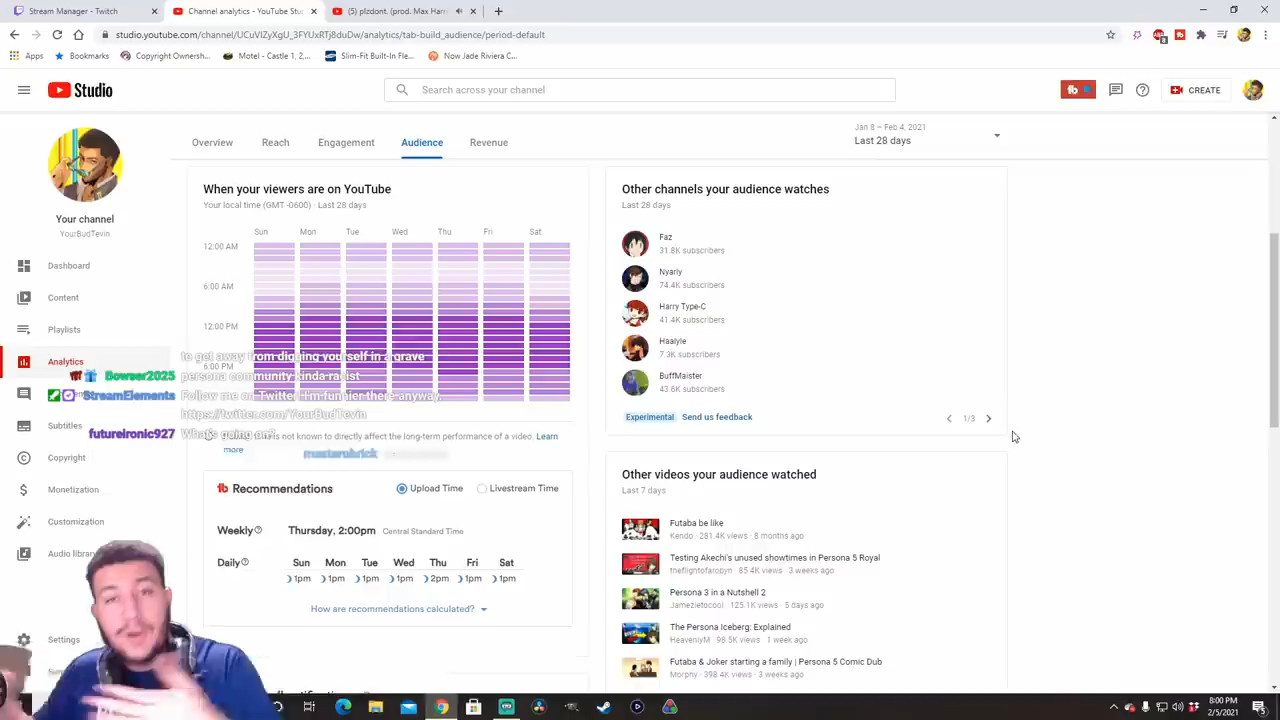 Stream Manager - Twitch
Channel analytics - YouTube Stu
(5) plzdont. (prod. Max Harr
studio.youtube.com/channel/UCuVIZyXgU_3FYUxRTj8duDw/analytics/tab-build_audience/period-default
Apps
Bookmarks
Copyright Ownersh...
Motel - Castle 1, 2,...
Slim-Fit Built-In Fle...
Now Jade Riviera C...
Studio
Search across your channel
CREATE
Your channel
YourBudTevin
Dashboard
Content
Playlists
Analytics
Subtitles
Copyright
Monetization
Customization
Audio library
Settings
Overview
Reach
Engagement
Audience
Revenue
Jan 8 – Feb 4, 2021
Last 28 days
When your viewers are on YouTube
Your local time (GMT -0600) · Last 28 days
Sun Mon Tue Wed Thu Fri Sat
12:00 AM
6:00 AM
12:00 PM
6:00 PM
to get away from digging yourself in a grave
Bowser2025 persona community kinda racist
StreamElements Follow me on Twitter I'm funnier there anyway.
https://twitter.com/YourBudTevin
futureironic927 What's going on?
is not known to directly affect the long-term performance of a video. Learn
more
Recommendations
Upload Time
Livestream Time
Weekly
Thursday, 2:00pm Central Standard Time
Daily
Sun Mon Tue Wed Thu Fri Sat
1pm 1pm 1pm 1pm 2pm 1pm 1pm
How are recommendations calculated?
Other channels your audience watches
Last 28 days
Faz
31.8K subscribers
Nyarly
74.4K subscribers
Harry Type-C
41.4K subscribers
Haalyle
7.3K subscribers
BuffMaister
43.6K subscribers
Experimental
Send us feedback
1/3
Other videos your audience watched
Last 7 days
Futaba be like
Kendo · 281.4K views · 8 months ago
Testing Akechi's unused showtimes in Persona 5 Royal
theflightofaropyn · 85.4K views · 3 weeks ago
Persona 3 in a Nutshell 2
Jamezietocool · 125.1K views · 5 days ago
The Persona Iceberg: Explained
HeavenlyM · 98.5K views · 1 week ago
Futaba & Joker starting a family | Persona 5 Comic Dub
Morphy · 398.4K views · 3 weeks ago
8:00 PM
2/5/2021